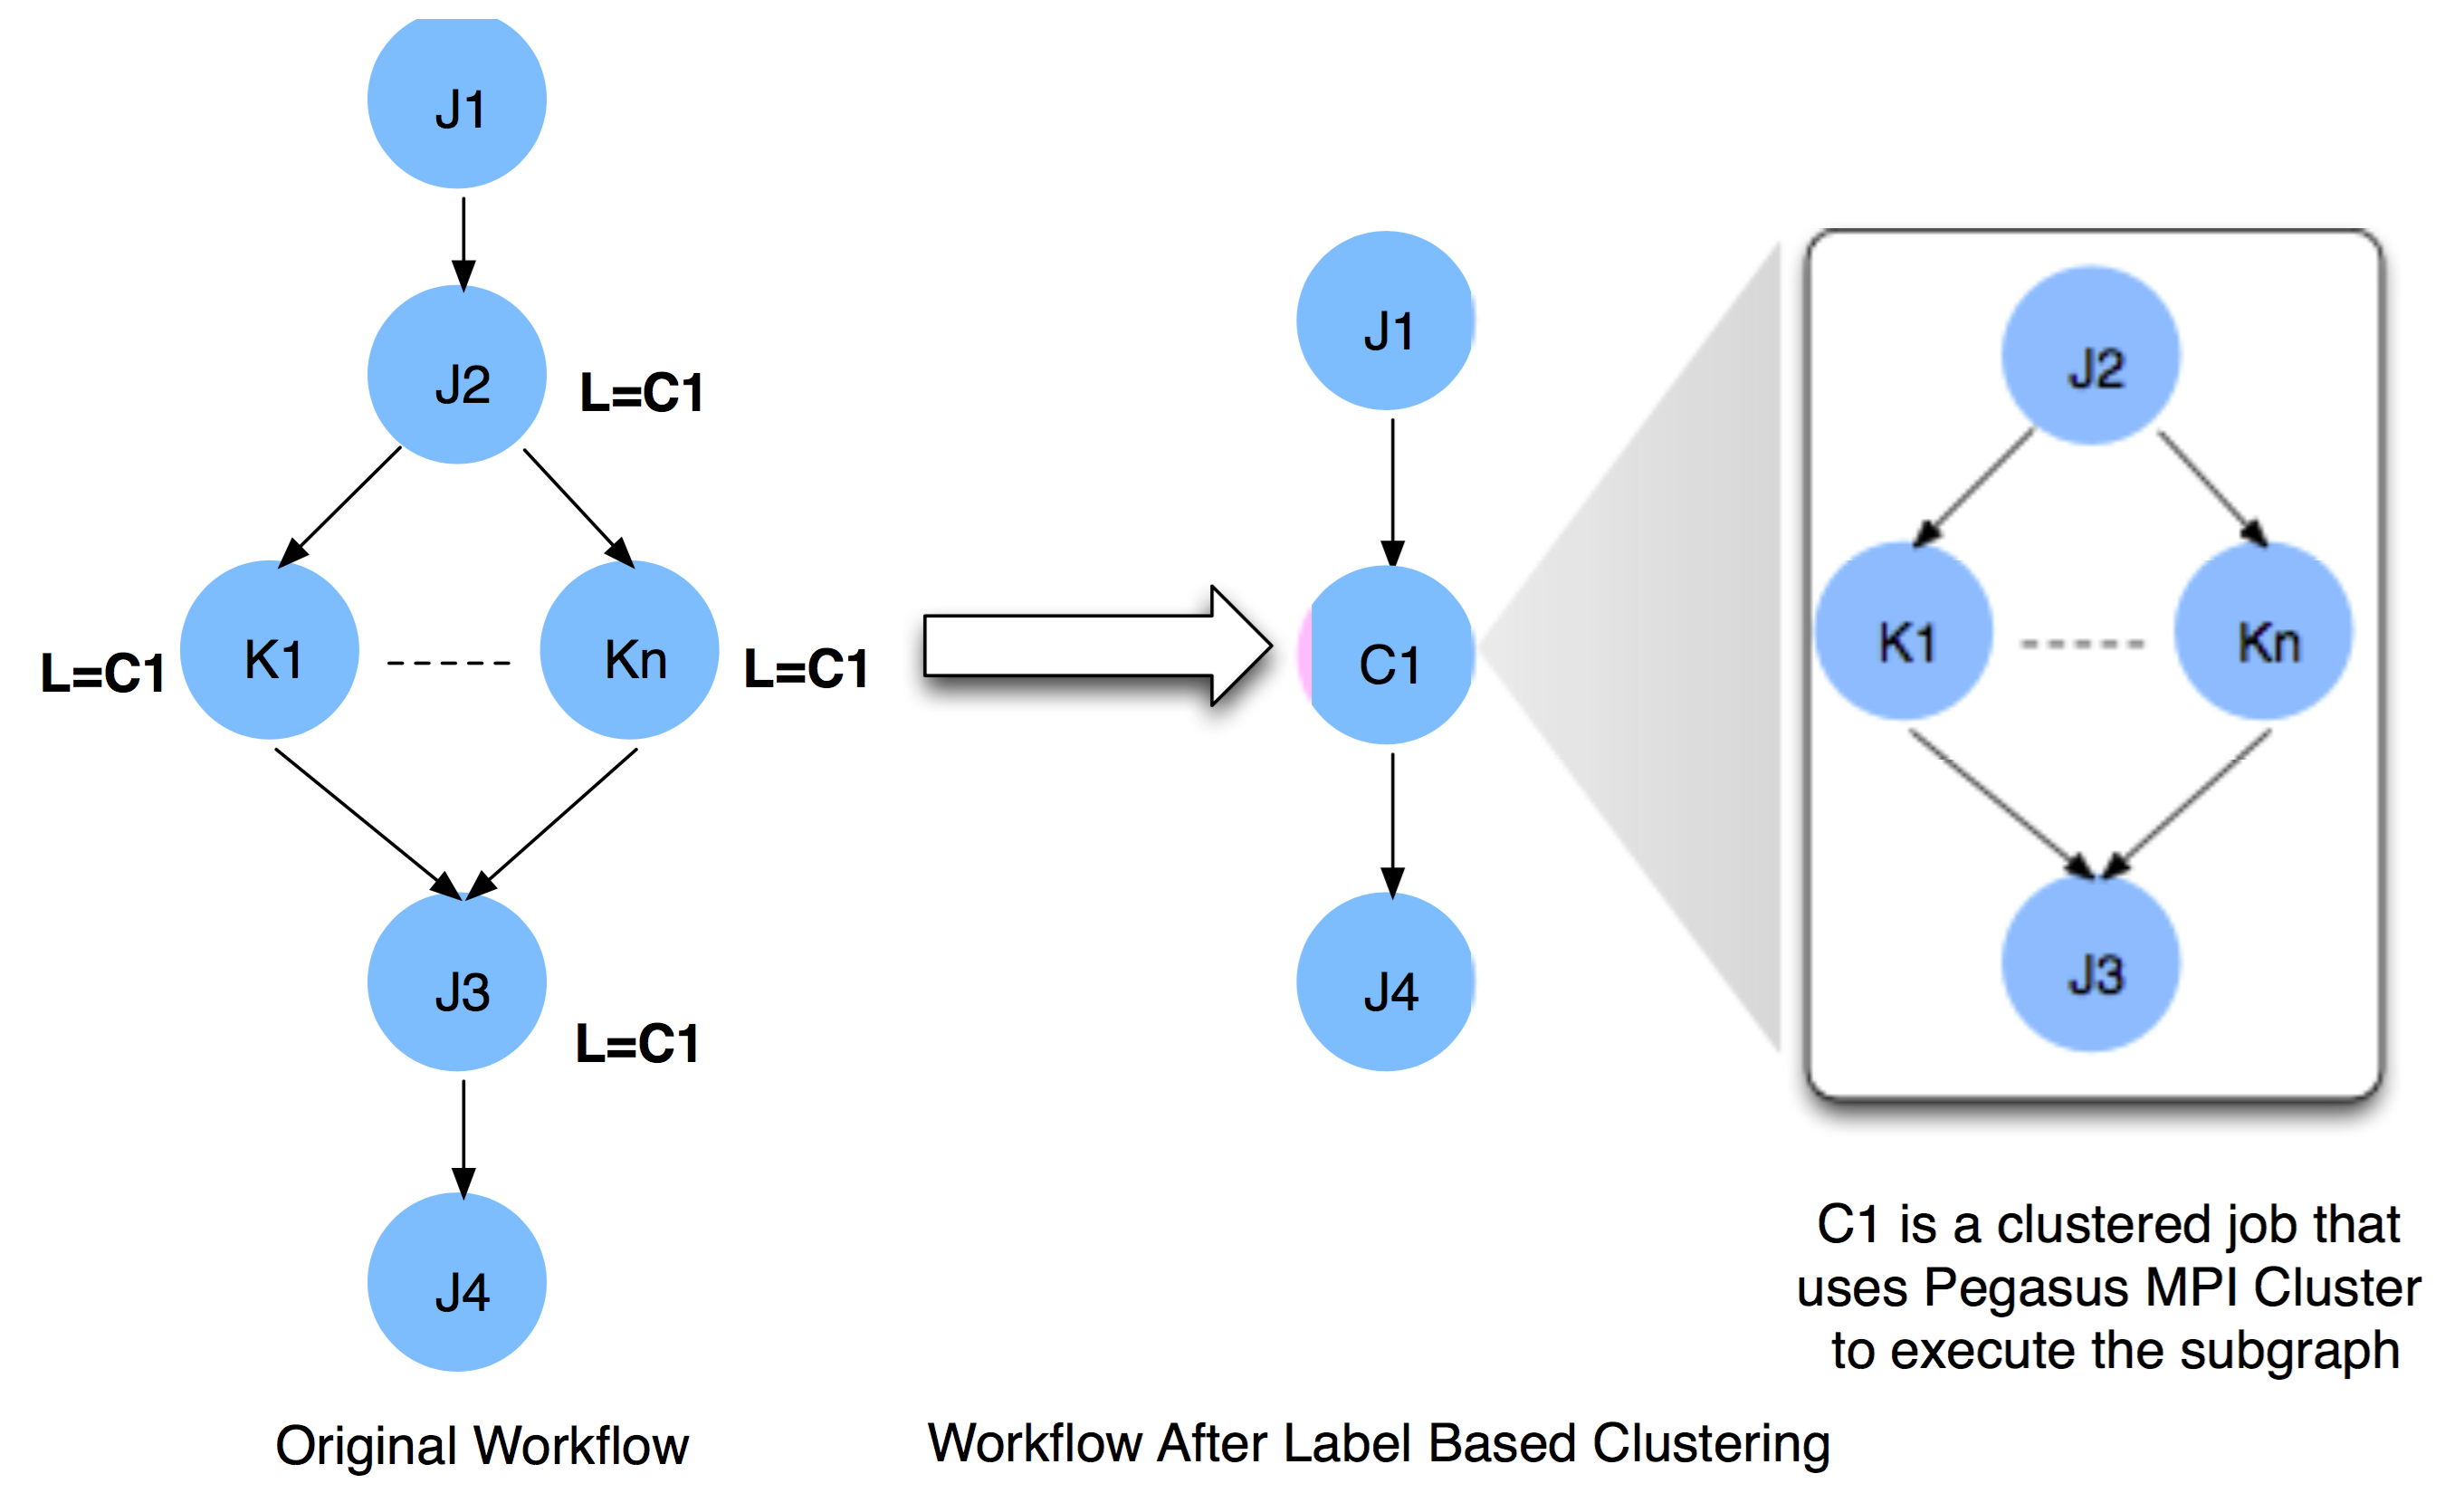 J1
J2
L=C1
L=C1
K1
Kn
L=C1
J3
L=C1
J4
Original Workflow
J1
C1
J4
Workflow After Label Based Clustering
J2
K1
Kn
J3
C1 is a clustered job that
uses Pegasus MPI Cluster
to execute the subgraph